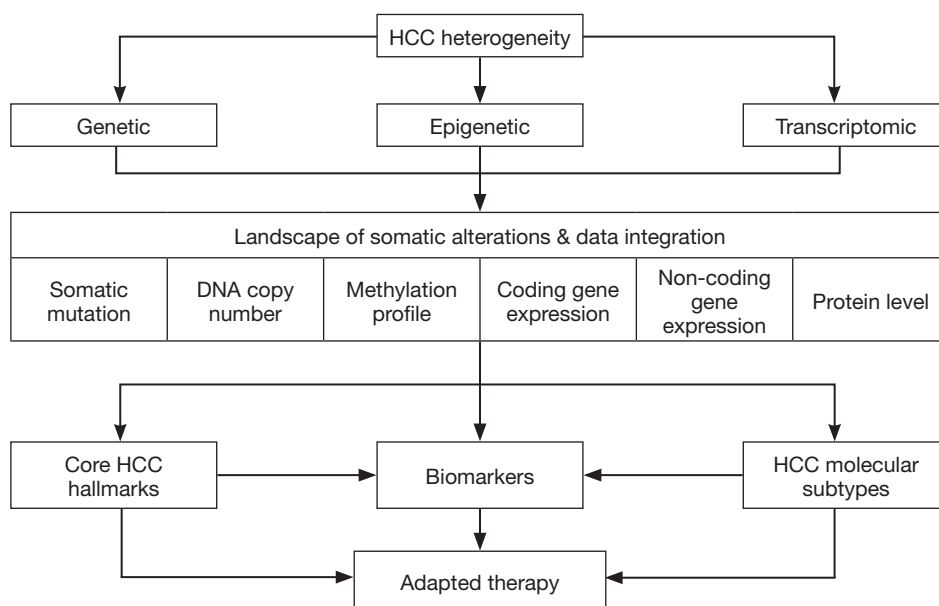 HCC heterogeneity
Genetic
Epigenetic
Transcriptomic
Landscape of somatic alterations & data integration
Somatic
mutation
DNA copy
number
Methylation
profile
Coding gene
expression
Non-coding
gene
expression
Protein level
Core HCC
hallmarks
Biomarkers
HCC molecular
subtypes
Adapted therapy